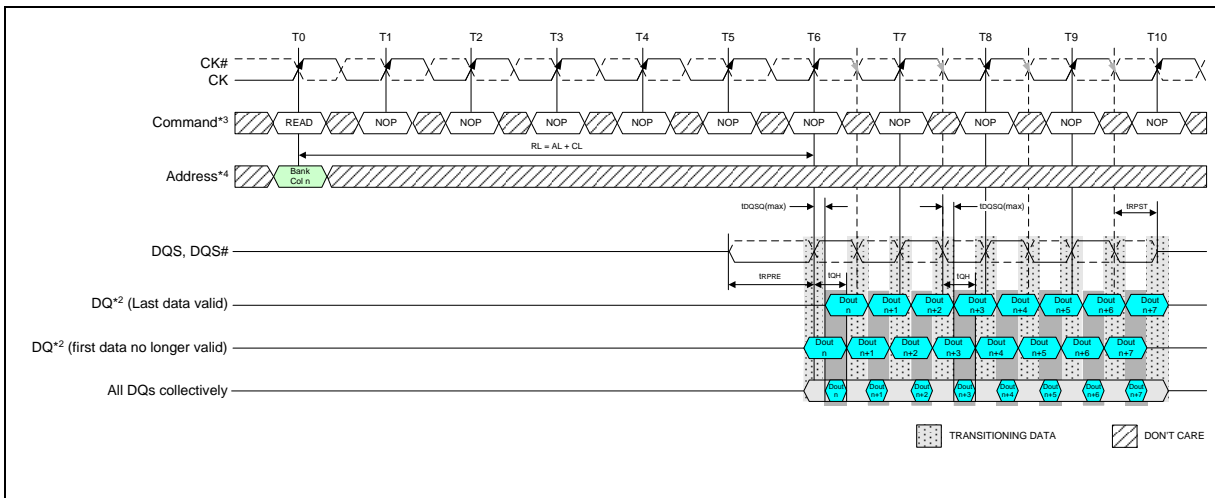 T0 T1 T2 T3 T4 T5 T6 T7 T8 T9 T10
CK#
CK
Command*3 READ NOP NOP NOP NOP NOP NOP NOP NOP NOP NOP
RL = AL + CL
Address*4 Bank Col n
tDQSQ(max) tDQSQ(max) tRPST
DQS, DQS#
tRPRE tQH tQH
DQ*2 (Last data valid) Dout n Dout n+1 Dout n+2 Dout n+3 Dout n+4 Dout n+5 Dout n+6 Dout n+7
DQ*2 (first data no longer valid) Dout n Dout n+1 Dout n+2 Dout n+3 Dout n+4 Dout n+5 Dout n+6 Dout n+7
All DQs collectively Dout n Dout n+1 Dout n+2 Dout n+3 Dout n+4 Dout n+5 Dout n+6 Dout n+7
TRANSITIONING DATA DON'T CARE